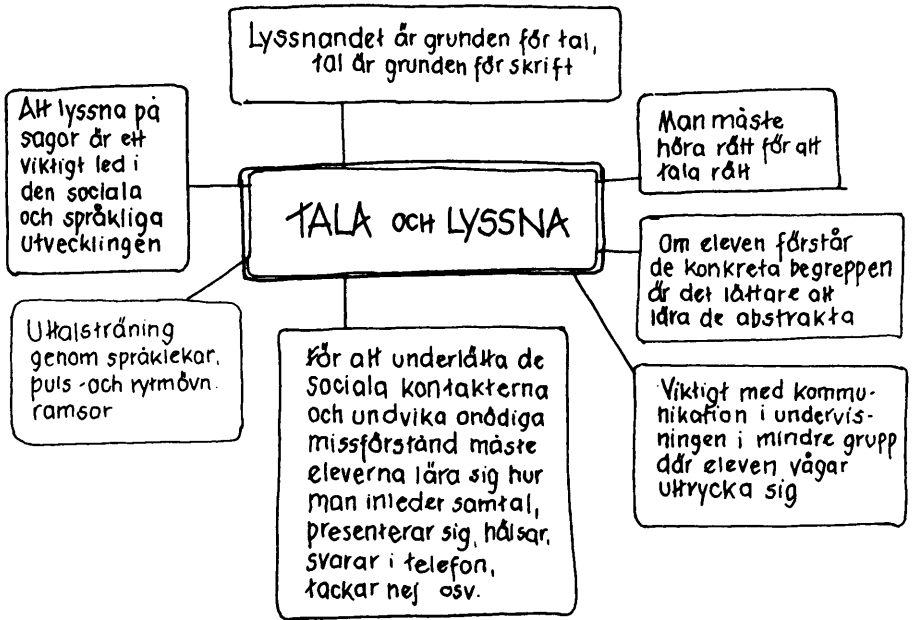 Lyssnandet är grunden för tal,
tal är grunden för skrift
Att lyssna på
sagor är ett
viktigt led i
den sociala
och språkliga
utvecklingen
Man måste
höra rätt för att
tala rätt
TALA OCH LYSSNA
Om eleven förstår
de konkreta begreppen
är det lättare att
lära de abstrakta
Uttalsträning
genom språklekar,
puls- och rytmövn.
ramsor
För att underlätta de
sociala kontakterna
och undvika onödiga
missförstånd måste
eleverna lära sig hur
man inleder samtal,
presenterar sig, hälsar,
svarar i telefon,
tackar nej osv.
Viktigt med kommu-
nikation i undervis-
ningen i mindre grupp
där eleven vågar
uttrycka sig